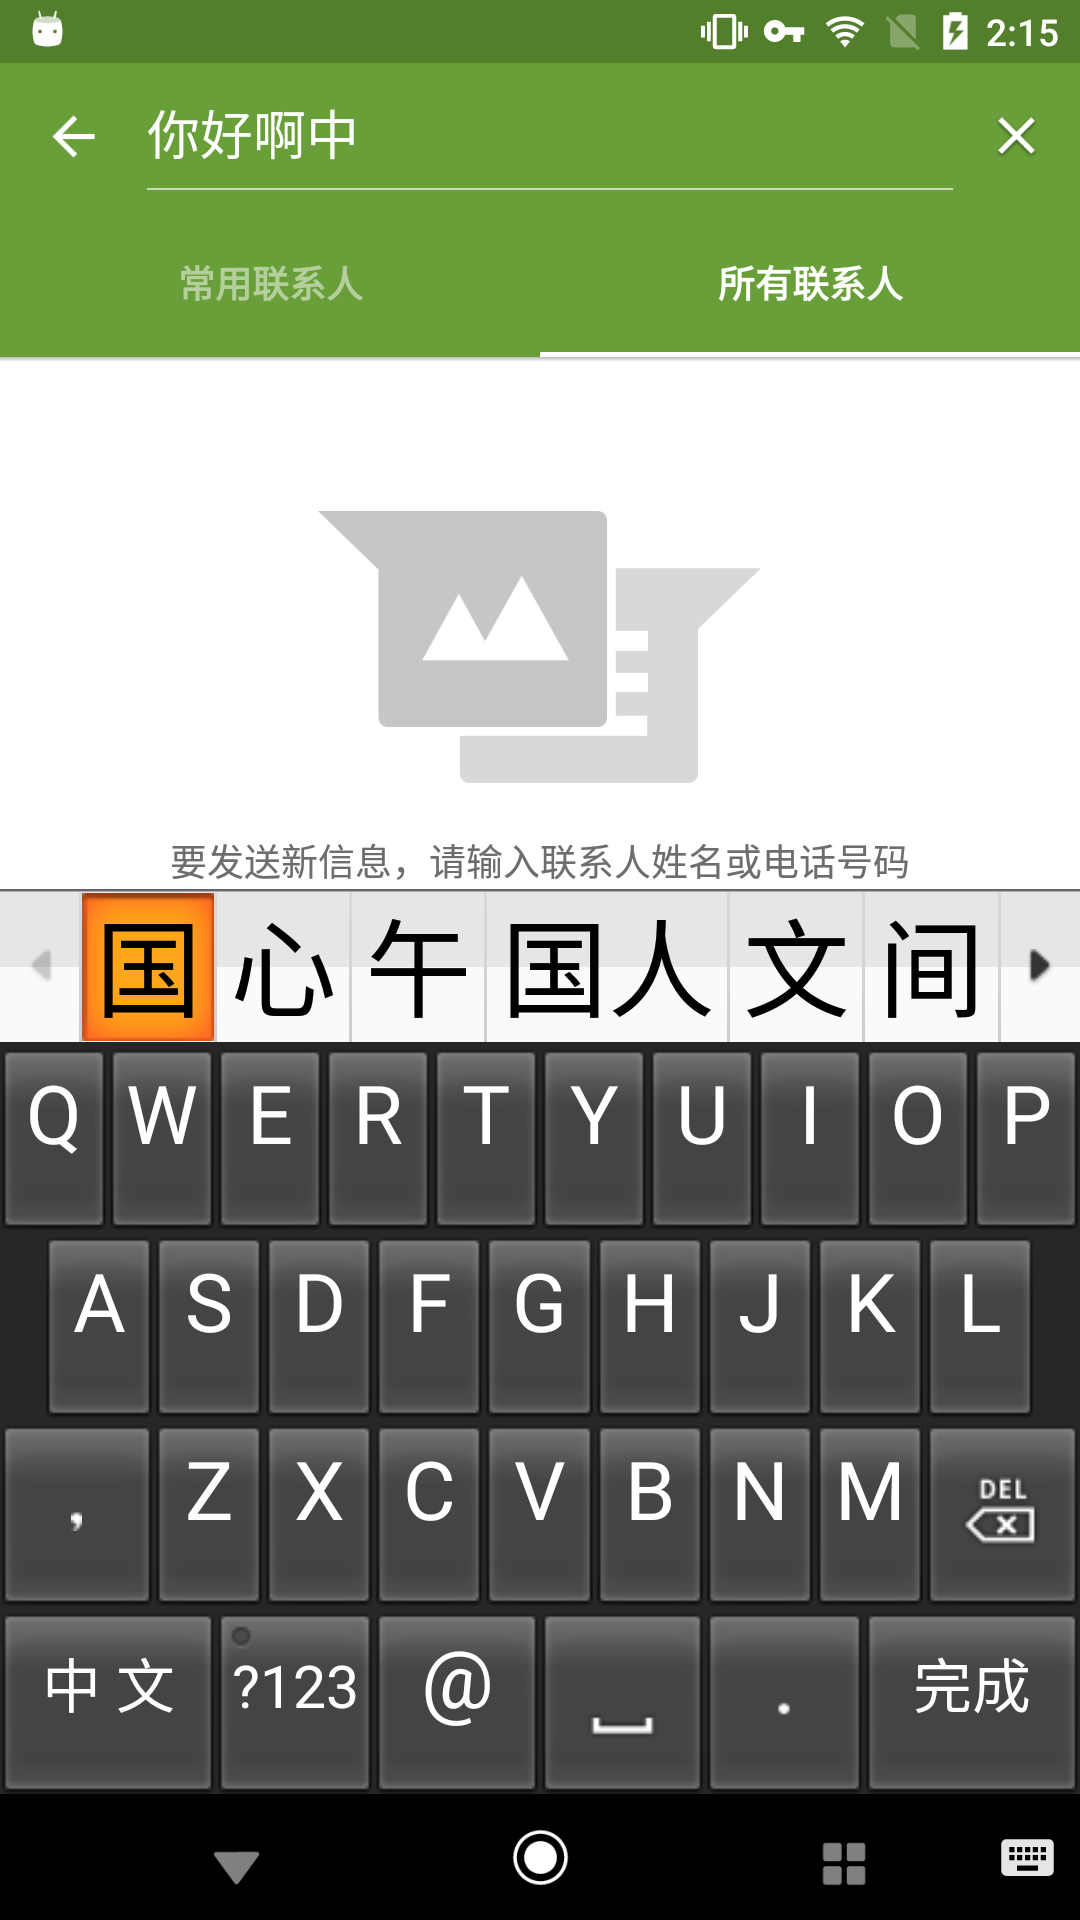 2:15
你好啊中
常用联系人 所有联系人
要发送新信息，请输入联系人姓名或电话号码
国 心 午 国人 文 间
Q W E R T Y U I O P
A S D F G H J K L
, Z X C V B N M DEL
中文 ?123 @ . 完成